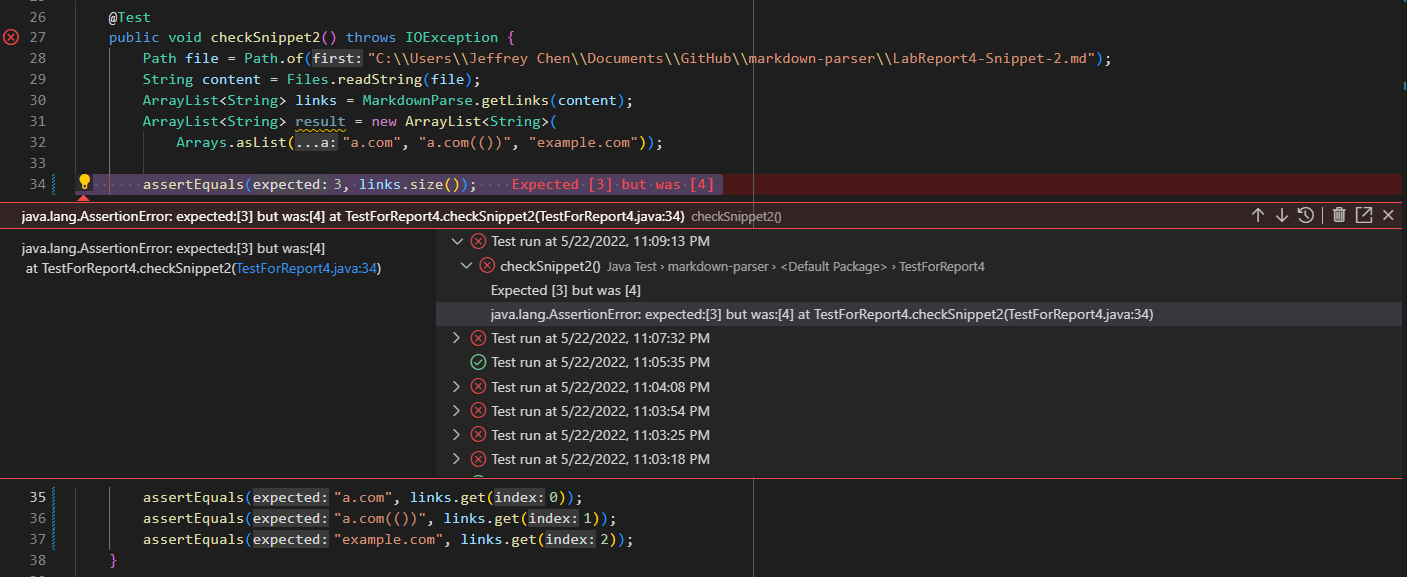 26 @Test
27 public void checkSnippet2() throws IOException {
28 Path file = Path.of(first: "C:\\Users\\Jeffrey Chen\\Documents\\GitHub\\markdown-parser\\LabReport4-Snippet-2.md");
29 String content = Files.readString(file);
30 ArrayList<String> links = MarkdownParse.getLinks(content);
31 ArrayList<String> result = new ArrayList<String>(
32 Arrays.asList(...a: "a.com", "a.com(())", "example.com"));
33
34 assertEquals(expected: 3, links.size()); Expected [3] but was [4]
java.lang.AssertionError: expected:[3] but was:[4] at TestForReport4.checkSnippet2(TestForReport4.java:34) checkSnippet2()
java.lang.AssertionError: expected:[3] but was:[4]
at TestForReport4.checkSnippet2(TestForReport4.java:34)
Test run at 5/22/2022, 11:09:13 PM
checkSnippet2() Java Test › markdown-parser › <Default Package> › TestForReport4
Expected [3] but was [4]
java.lang.AssertionError: expected:[3] but was:[4] at TestForReport4.checkSnippet2(TestForReport4.java:34)
Test run at 5/22/2022, 11:07:32 PM
Test run at 5/22/2022, 11:05:35 PM
Test run at 5/22/2022, 11:04:08 PM
Test run at 5/22/2022, 11:03:54 PM
Test run at 5/22/2022, 11:03:25 PM
Test run at 5/22/2022, 11:03:18 PM
35 assertEquals(expected: "a.com", links.get(index: 0));
36 assertEquals(expected: "a.com(())", links.get(index: 1));
37 assertEquals(expected: "example.com", links.get(index: 2));
38 }